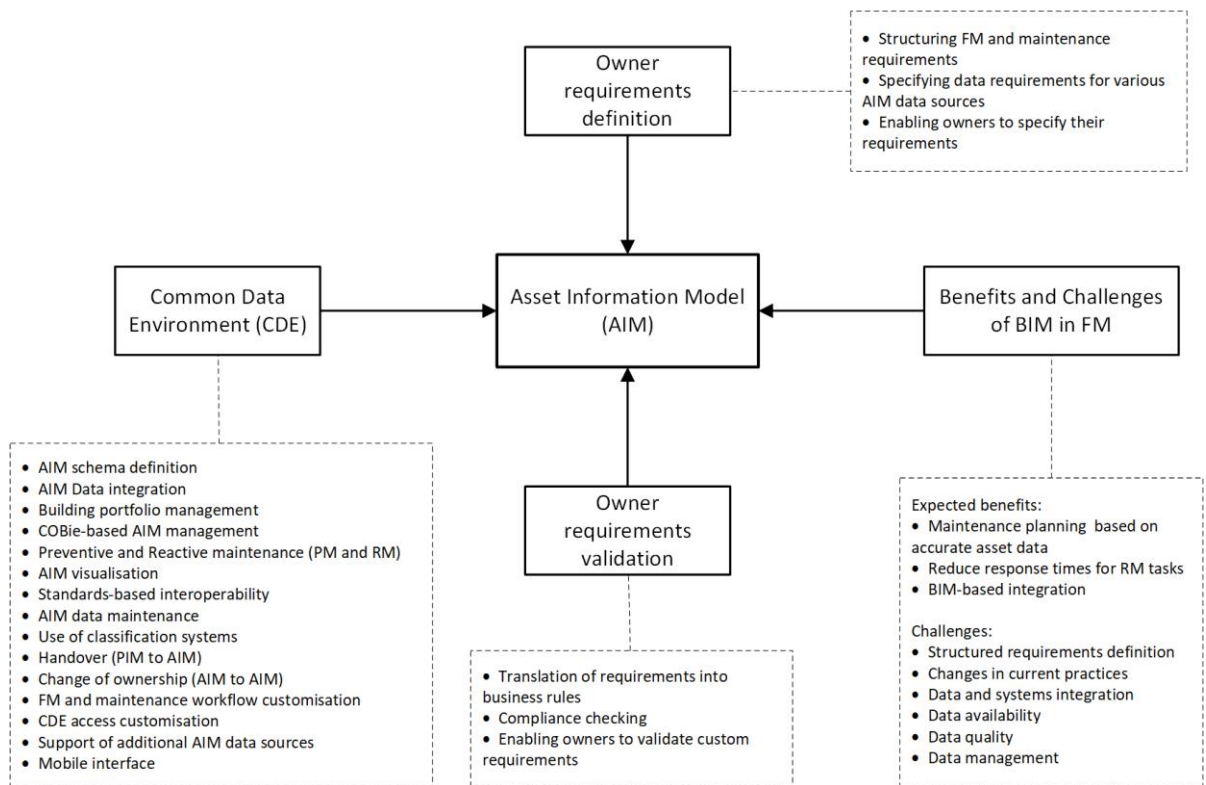 Owner
requirements
definition
• Structuring FM and maintenance
requirements
• Specifying data requirements for various
AIM data sources
• Enabling owners to specify their
requirements
Common Data
Environment (CDE)
Asset Information Model
(AIM)
Benefits and Challenges
of BIM in FM
• AIM schema definition
• AIM Data integration
• Building portfolio management
• COBie-based AIM management
• Preventive and Reactive maintenance (PM and RM)
• AIM visualisation
• Standards-based interoperability
• AIM data maintenance
• Use of classification systems
• Handover (PIM to AIM)
• Change of ownership (AIM to AIM)
• FM and maintenance workflow customisation
• CDE access customisation
• Support of additional AIM data sources
• Mobile interface
Owner
requirements
validation
• Translation of requirements into
business rules
• Compliance checking
• Enabling owners to validate custom
requirements
Expected benefits:
• Maintenance planning based on
accurate asset data
• Reduce response times for RM tasks
• BIM-based integration
Challenges:
• Structured requirements definition
• Changes in current practices
• Data and systems integration
• Data availability
• Data quality
• Data management